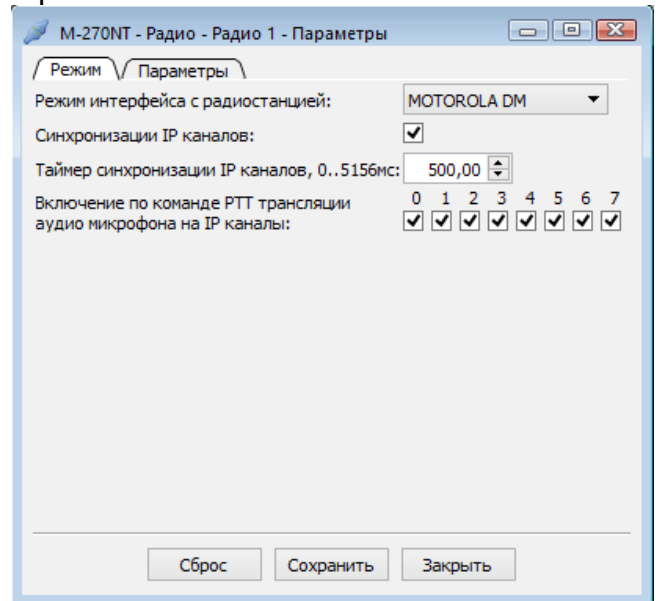 M-270NT - Радио - Радио 1 - Параметры
Режим Параметры
Режим интерфейса с радиостанцией: MOTOROLA DM
Синхронизации IP каналов:
Таймер синхронизации IP каналов, 0..5156мс: 500,00
Включение по команде PTT трансляции 0 1 2 3 4 5 6 7
аудио микрофона на IP каналы:
Сброс Сохранить Закрыть